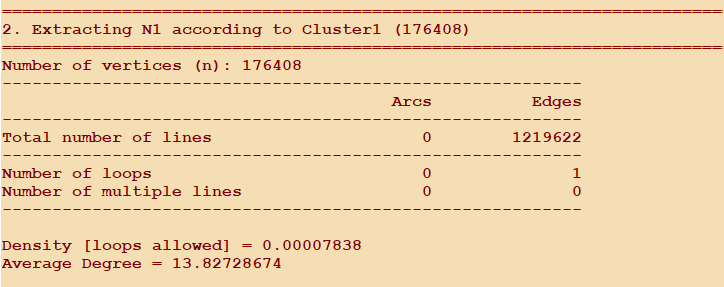 ==============================================================================
2. Extracting N1 according to Cluster1 (176408)
==============================================================================
Number of vertices (n): 176408
----------------------------------------------------------
                                       Arcs          Edges
----------------------------------------------------------
Total number of lines                     0        1219622
----------------------------------------------------------
Number of loops                           0              1
Number of multiple lines                  0              0
----------------------------------------------------------

Density [loops allowed] = 0.00007838
Average Degree = 13.82728674